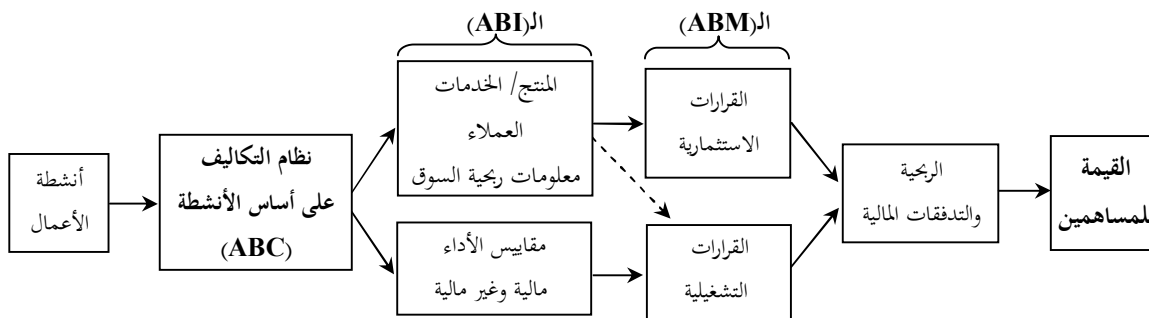 الـ(ABI)
الـ(ABM)
أنشطة
الأعمال
نظام التكاليف
على أساس الأنشطة
(ABC)
المنتج/ الخدمات
العملاء
معلومات ربحية السوق
مقاييس الأداء
مالية وغير مالية
القرارات
الاستثمارية
القرارات
التشغيلية
الربحية
والتدفقات المالية
القيمة
للمساهمين